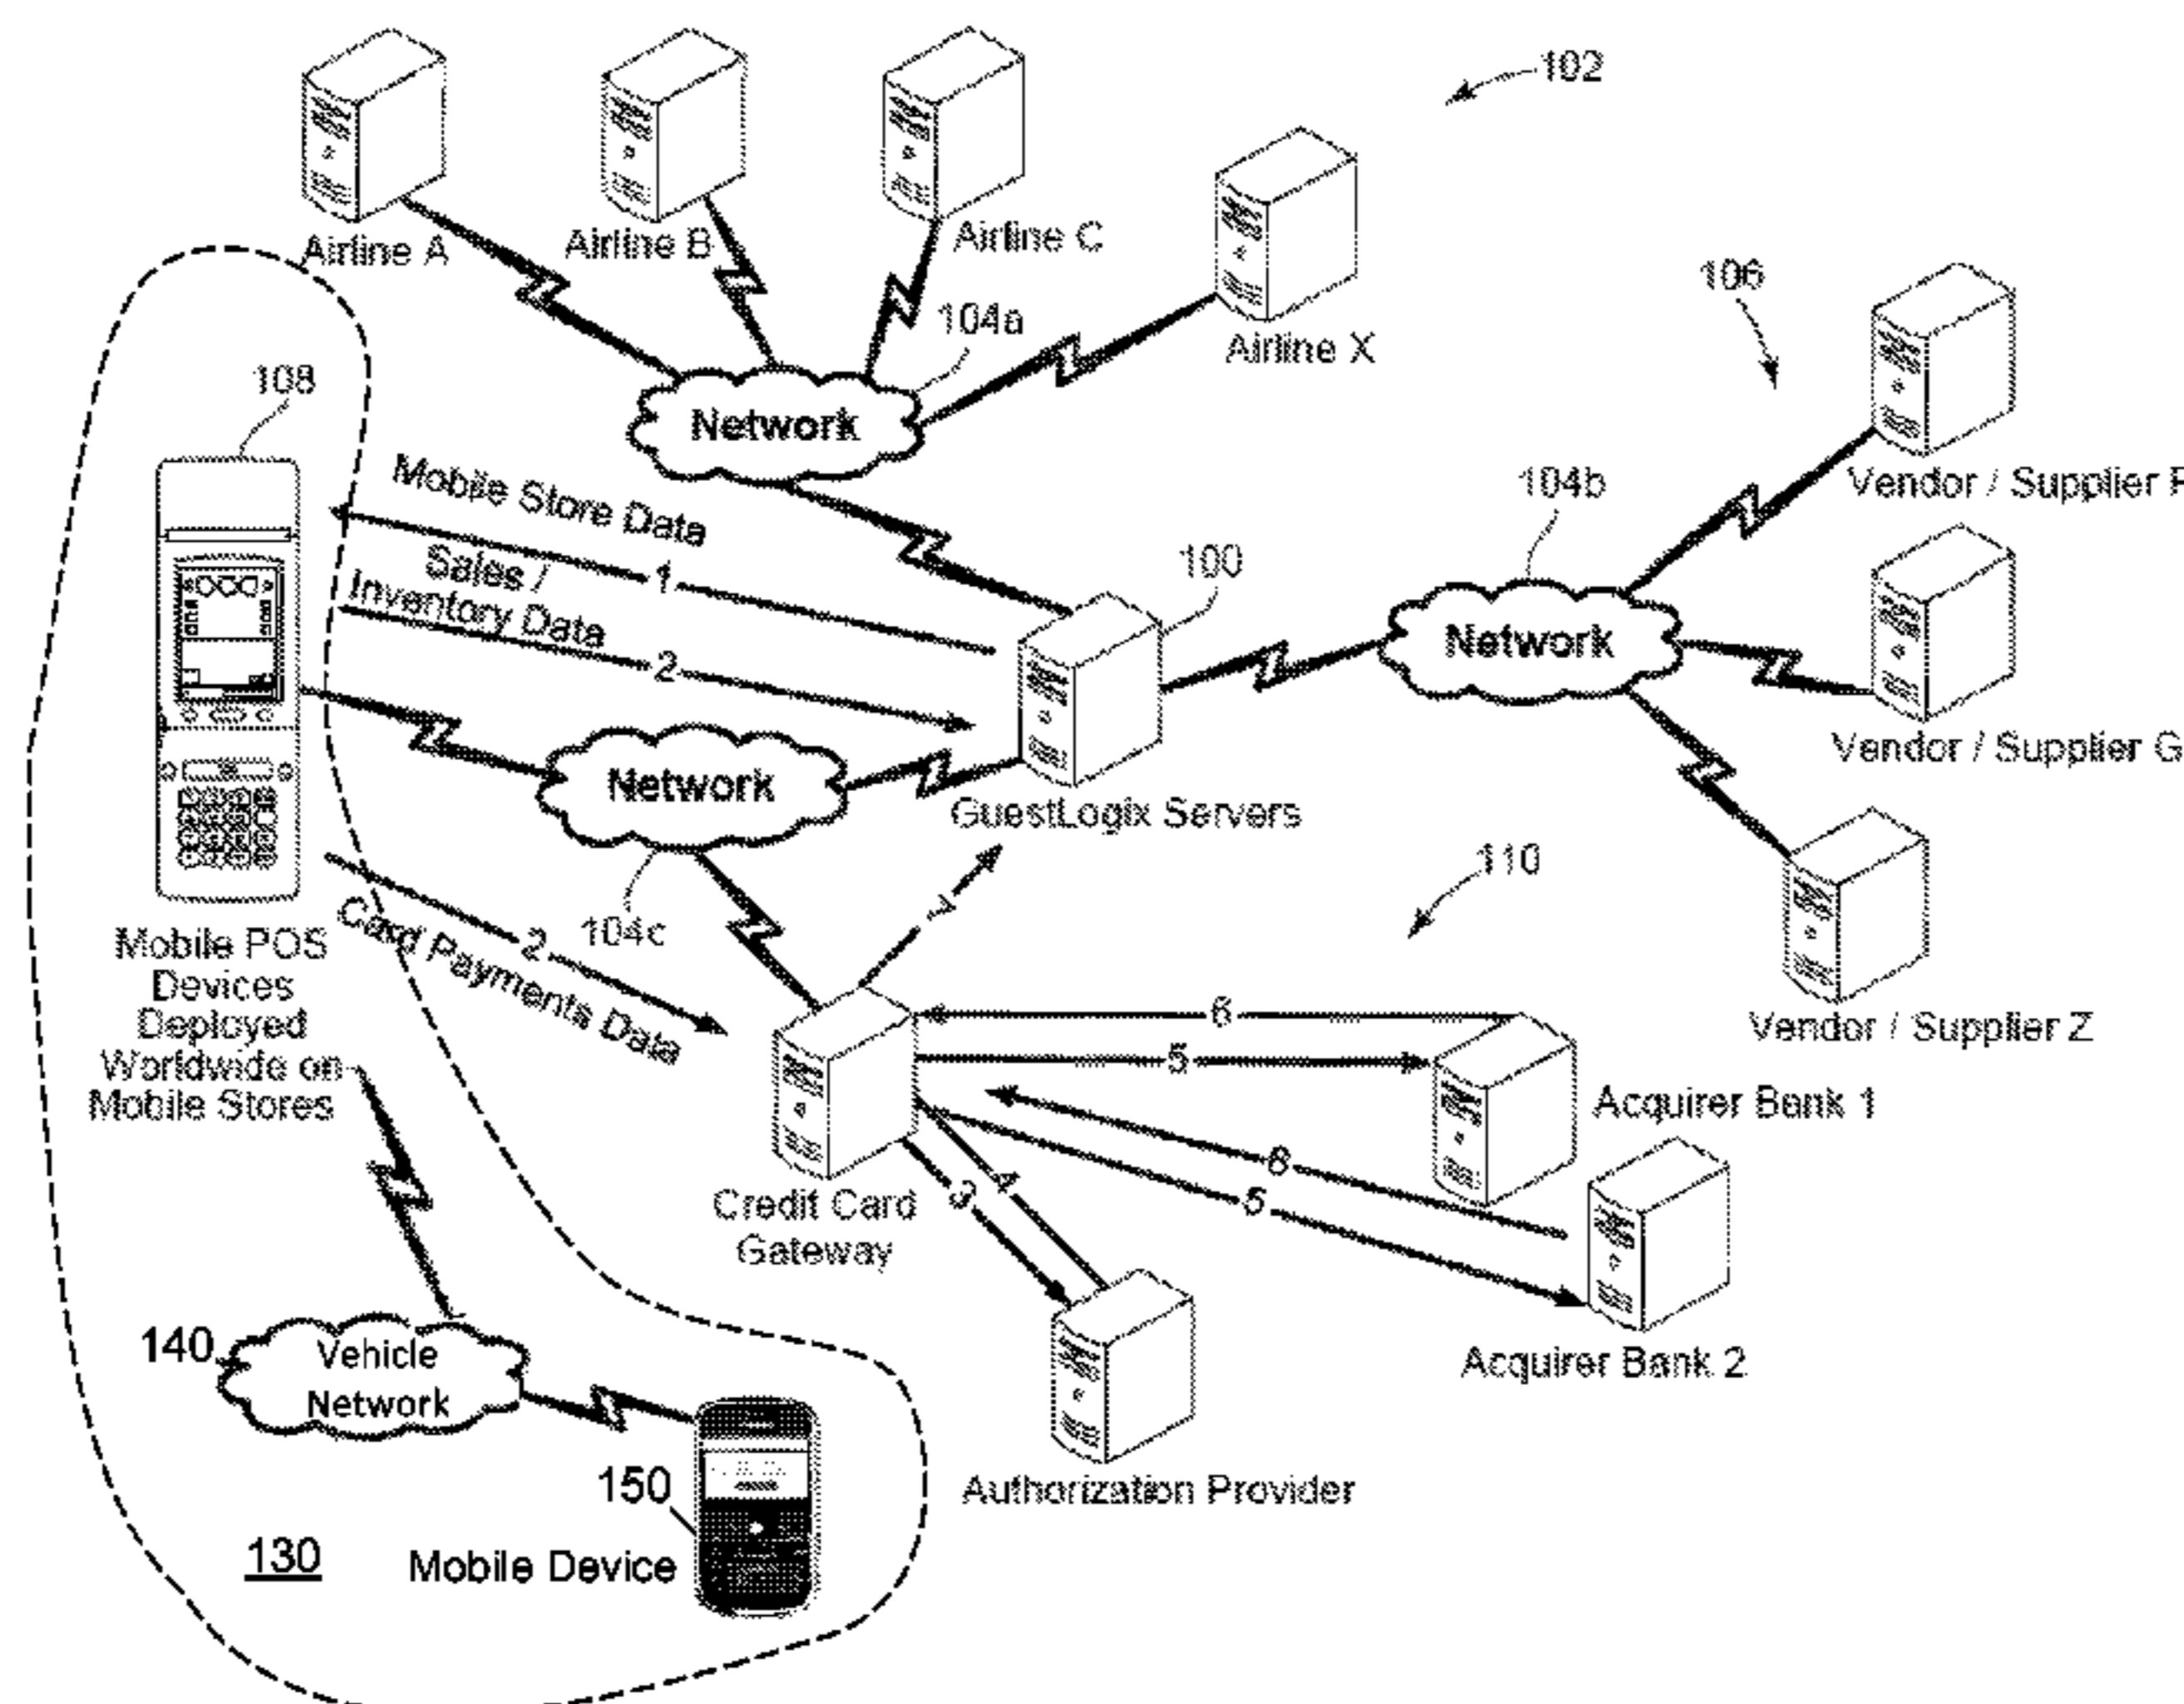 102
Airline A
Airline B
Airline C
Airline X
106
104a
Network
108
Vendor / Supplier F
Mobile Store Data
1
Sales /
Inventory Data
2
104b
Network
100
Vendor / Supplier G
Network
GuestLogix Servers
104c
110
Vendor / Supplier Z
Mobile POS
Devices
Deployed
Worldwide on
Mobile Stores
2
Card Payments Data
7
6
5
Acquirer Bank 1
6
5
4
3
Credit Card
Gateway
Acquirer Bank 2
140
Vehicle
Network
150
Authorization Provider
130
Mobile Device